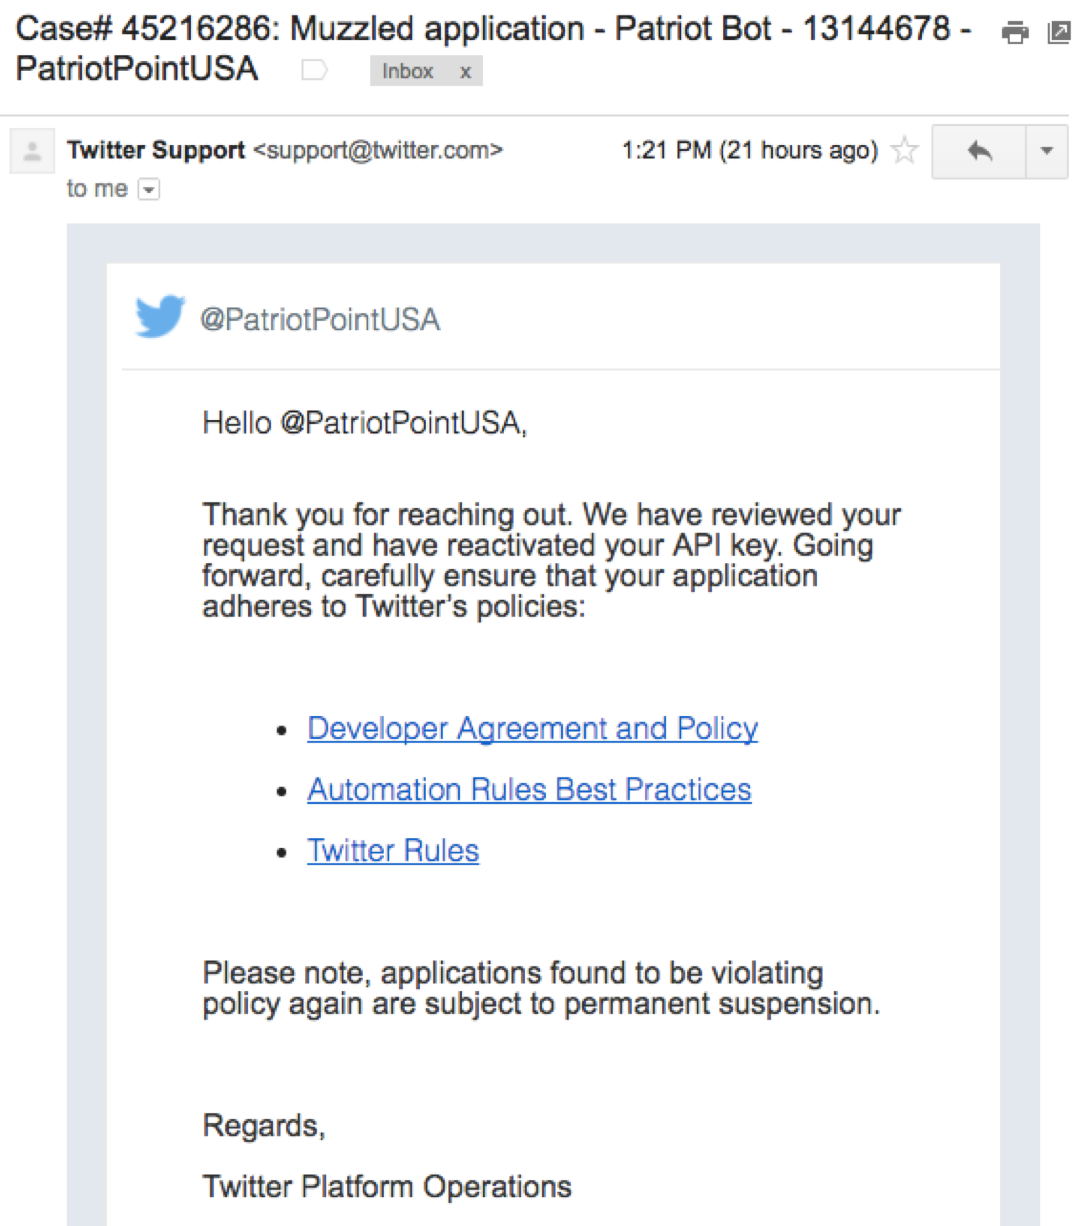 Case# 45216286: Muzzled application - Patriot Bot - 13144678 -
PatriotPointUSA
Inbox x
Twitter Support <support@twitter.com>
1:21 PM (21 hours ago)
to me
@PatriotPointUSA
Hello @PatriotPointUSA,
Thank you for reaching out. We have reviewed your
request and have reactivated your API key. Going
forward, carefully ensure that your application
adheres to Twitter's policies:
• Developer Agreement and Policy
• Automation Rules Best Practices
• Twitter Rules
Please note, applications found to be violating
policy again are subject to permanent suspension.
Regards,
Twitter Platform Operations